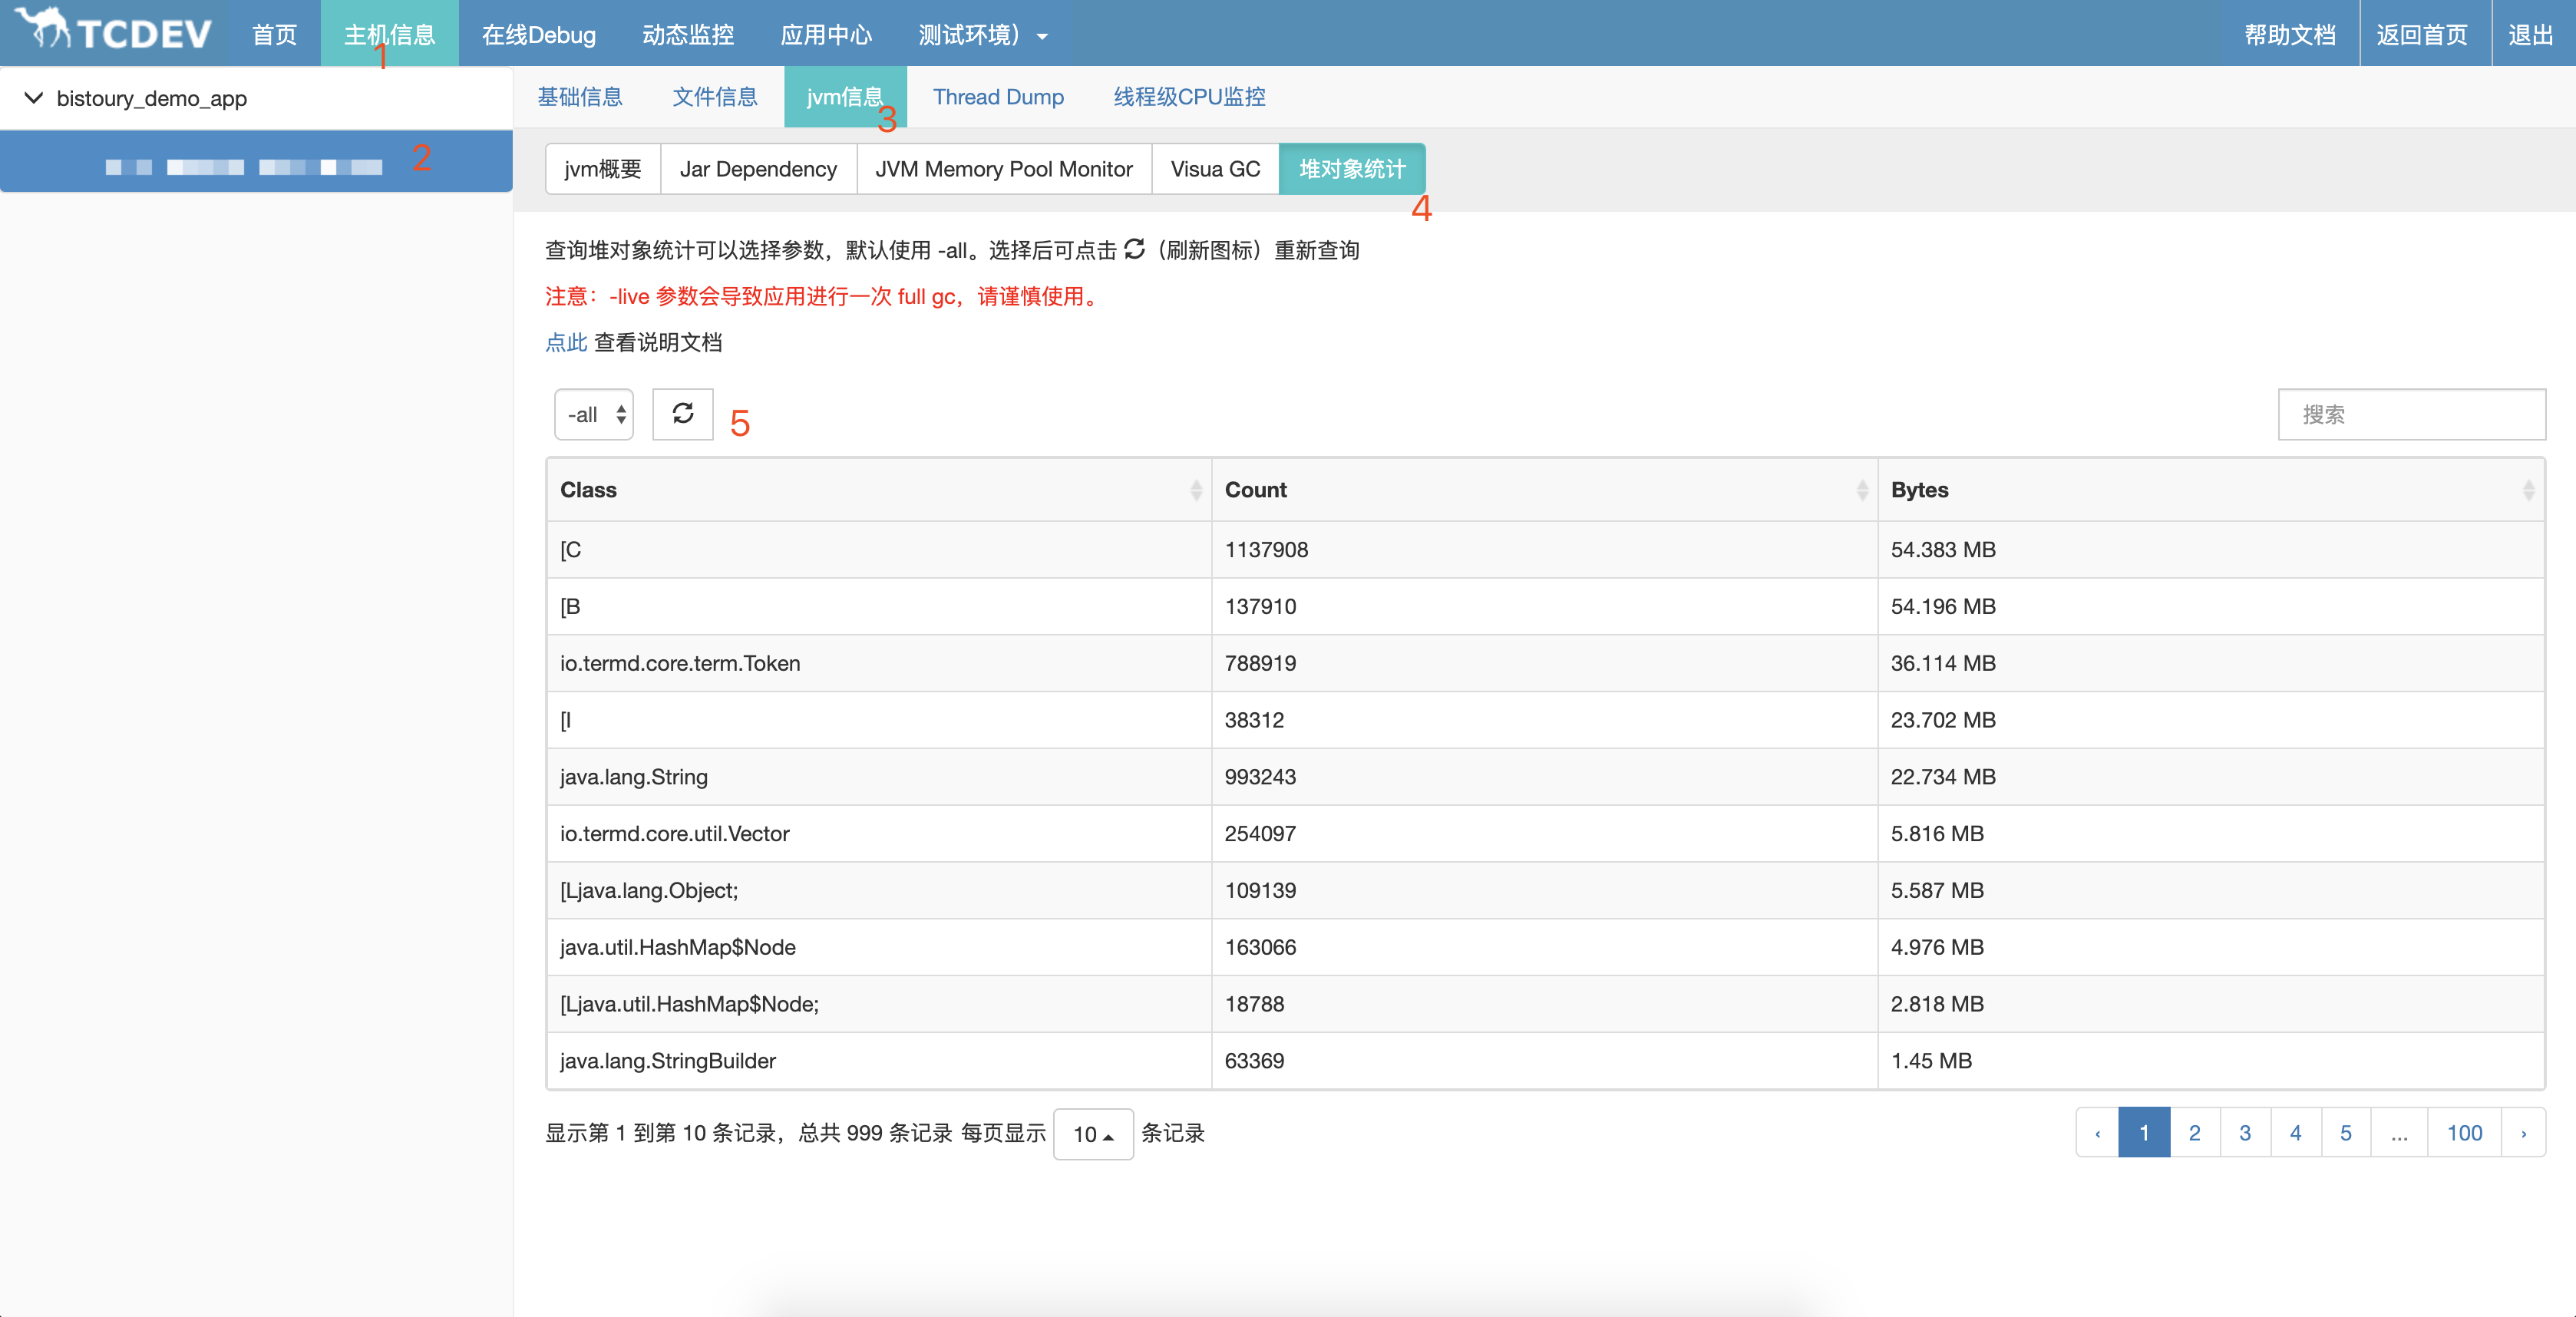 TCDEV 首页 主机信息 在线Debug 动态监控 应用中心 测试环境） 帮助文档 返回首页 退出
1
bistoury_demo_app
2
基础信息 文件信息 jvm信息 Thread Dump 线程级CPU监控
3
jvm概要 Jar Dependency JVM Memory Pool Monitor Visua GC 堆对象统计
4
查询堆对象统计可以选择参数，默认使用 -all。选择后可点击 （刷新图标）重新查询
注意：-live 参数会导致应用进行一次 full gc，请谨慎使用。
点此 查看说明文档
-all 5 搜索
Class Count Bytes
[C 1137908 54.383 MB
[B 137910 54.196 MB
io.termd.core.term.Token 788919 36.114 MB
[I 38312 23.702 MB
java.lang.String 993243 22.734 MB
io.termd.core.util.Vector 254097 5.816 MB
[Ljava.lang.Object; 109139 5.587 MB
java.util.HashMap$Node 163066 4.976 MB
[Ljava.util.HashMap$Node; 18788 2.818 MB
java.lang.StringBuilder 63369 1.45 MB
显示第 1 到第 10 条记录，总共 999 条记录 每页显示 10 条记录 ‹ 1 2 3 4 5 ... 100 ›